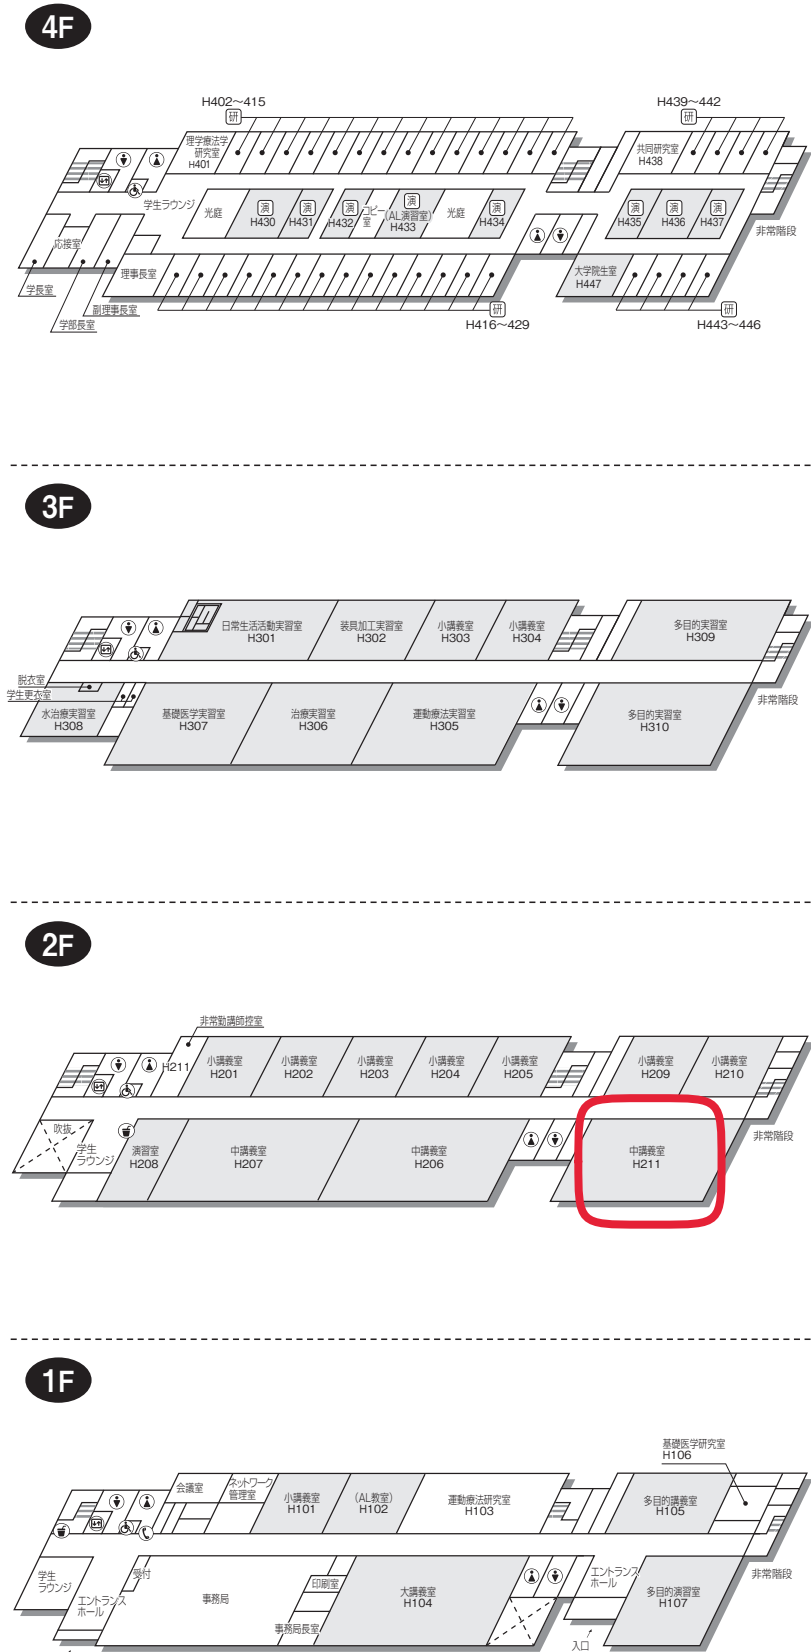 4F
H402～415
研
H439～442
研
理学療法学
研究室
H401
共同研究室
H438
学生ラウンジ
光庭
演
H430
演
H431
演
H432
コピー
室
演
(AL演習室)
H433
光庭
演
H434
演
H435
演
H436
演
H437
非常階段
応接室
理事長室
大学院生室
H447
学長室
副理事長室
学部長室
研
H416～429
研
H443～446
3F
日常生活活動実習室
H301
装具加工実習室
H302
小講義室
H303
小講義室
H304
多目的実習室
H309
脱衣室
学生更衣室
水治療実習室
H308
基礎医学実習室
H307
治療実習室
H306
運動療法実習室
H305
多目的実習室
H310
非常階段
2F
非常勤講師控室
H211
小講義室
H201
小講義室
H202
小講義室
H203
小講義室
H204
小講義室
H205
小講義室
H209
小講義室
H210
吹抜
学生
ラウンジ
演習室
H208
中講義室
H207
中講義室
H206
中講義室
H211
非常階段
1F
基礎医学研究室
H106
会議室
ネットワーク
管理室
小講義室
H101
(AL教室)
H102
運動療法研究室
H103
多目的講義室
H105
学生
ラウンジ
エントランス
ホール
受付
事務局
印刷室
事務局長室
大講義室
H104
エントランス
ホール
多目的演習室
H107
非常階段
入口